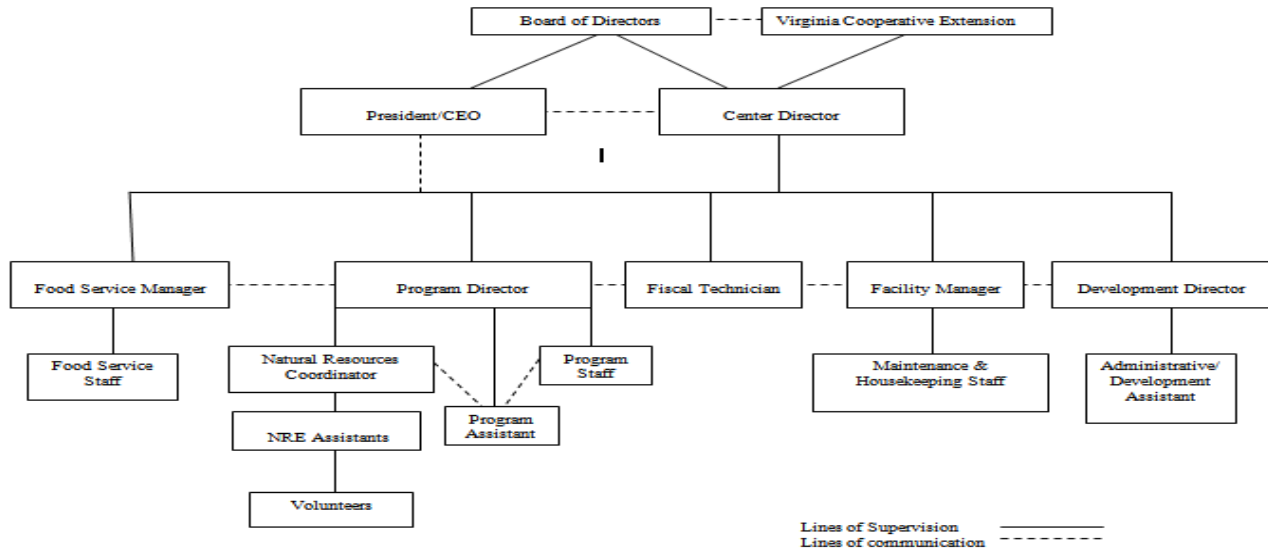 Board of Directors
Virginia Cooperative Extension
President/CEO
Center Director
Food Service Manager
Program Director
Fiscal Technician
Facility Manager
Development Director
Food Service
Staff
Natural Resources
Coordinator
Program
Staff
Maintenance &
Housekeeping Staff
Administrative/
Development
Assistant
Program
Assistant
NRE Assistants
Volunteers
Lines of Supervision
Lines of communication